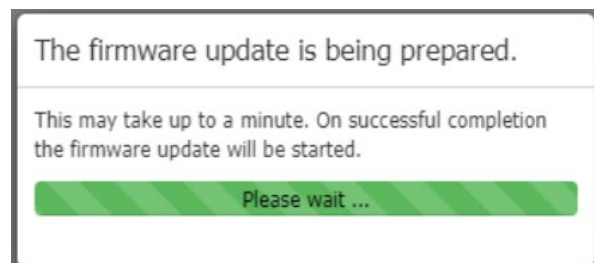 The firmware update is being prepared.
This may take up to a minute. On successful completion
the firmware update will be started.
Please wait ...